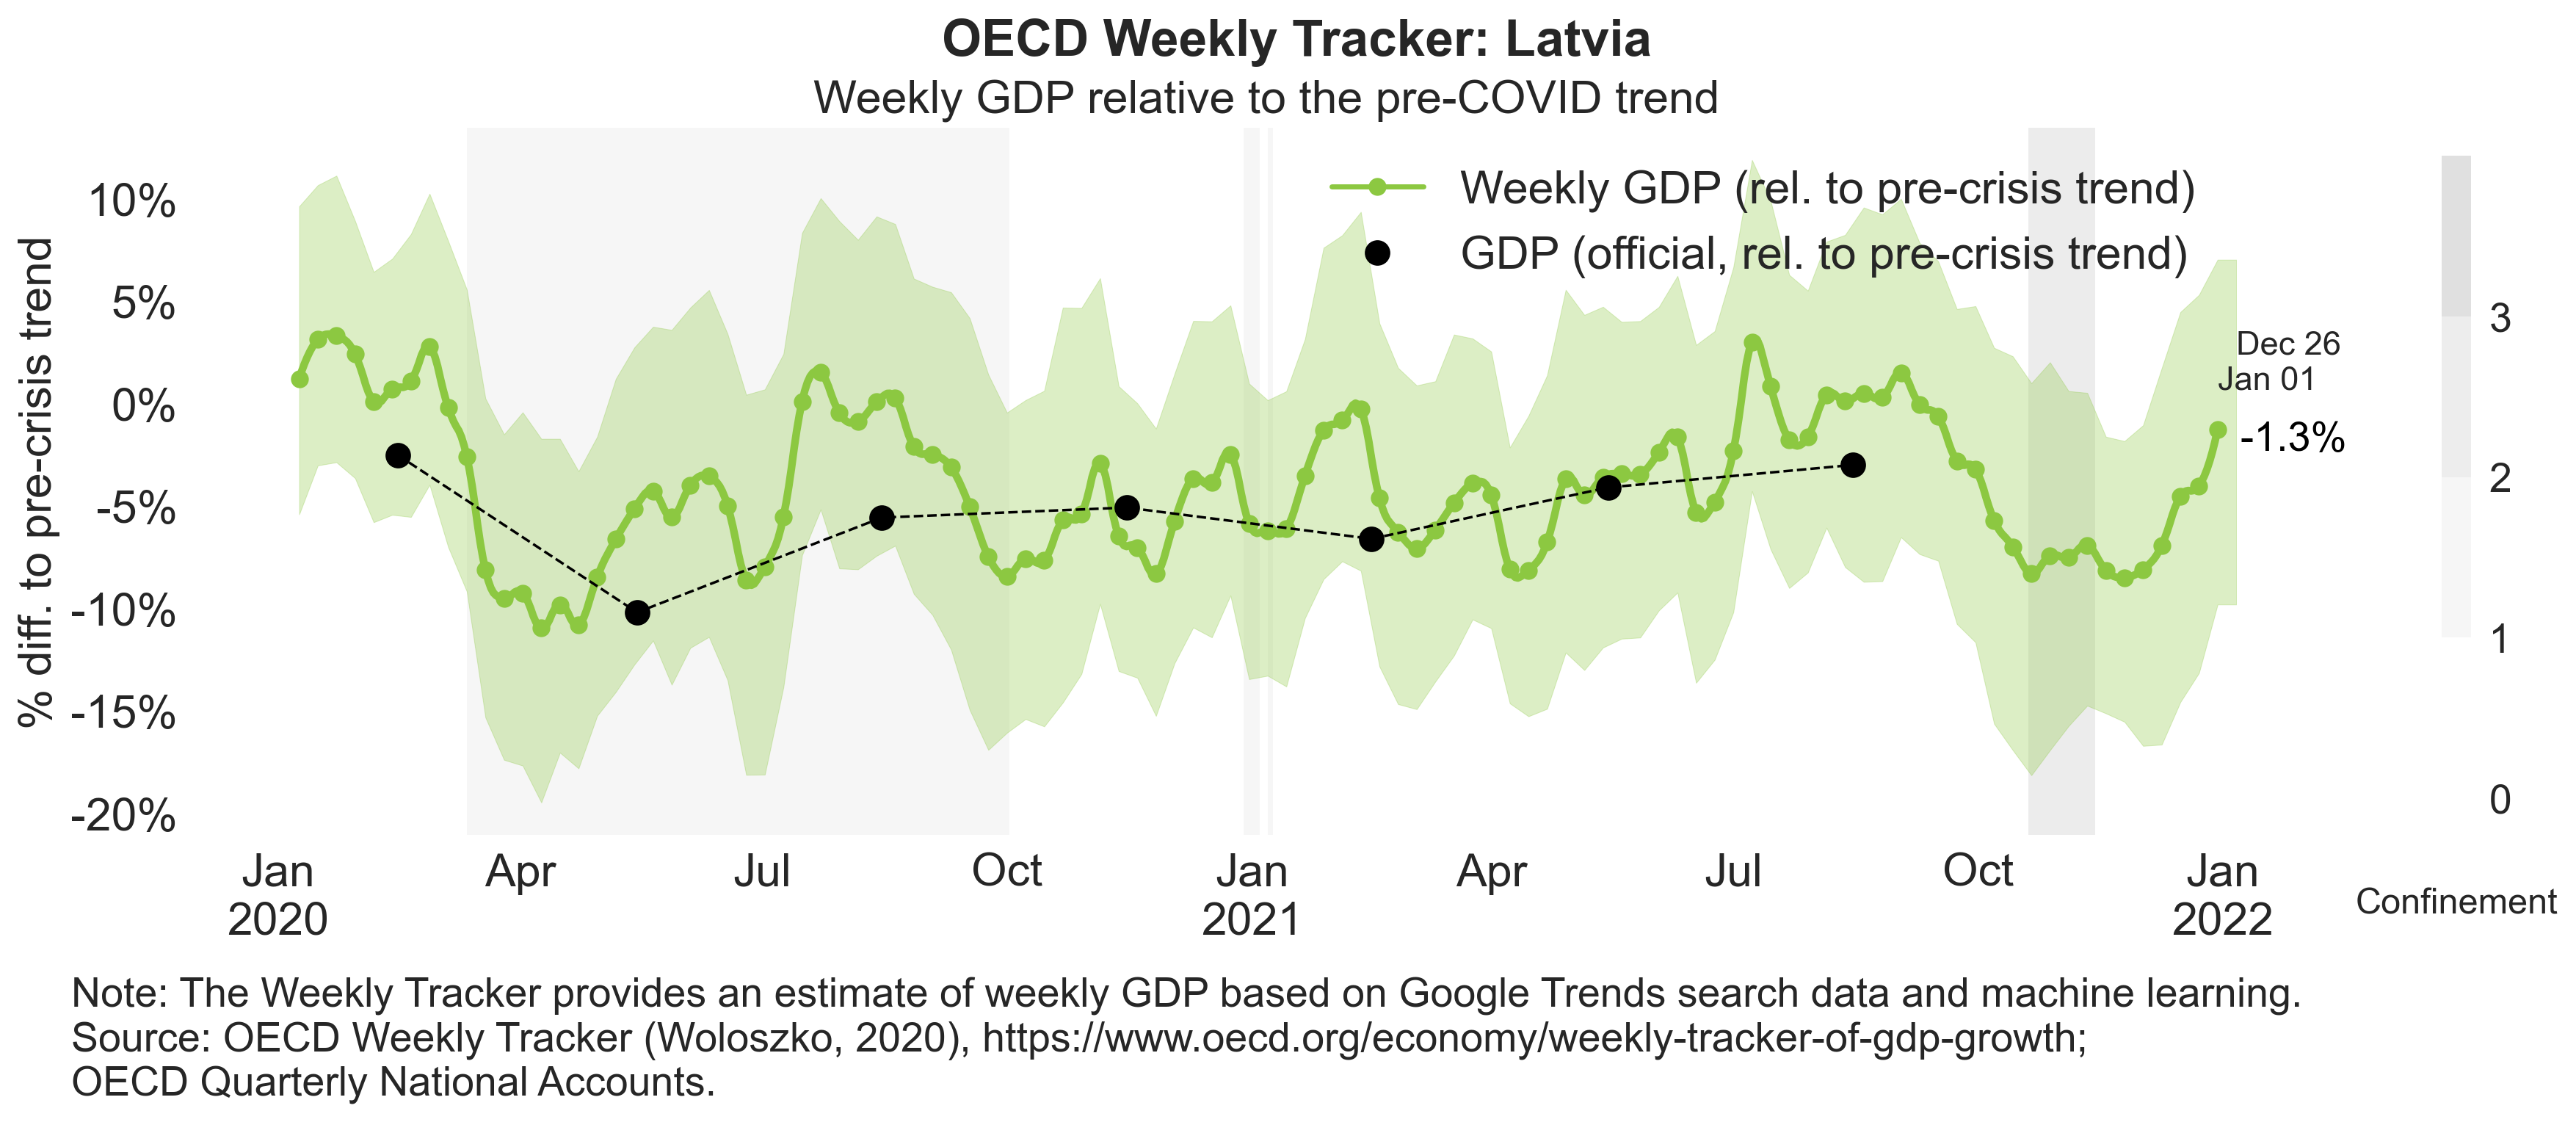 OECD Weekly Tracker: Latvia
Weekly GDP relative to the pre-COVID trend
% diff. to pre-crisis trend
10%
5%
0%
-5%
-10%
-15%
-20%
Weekly GDP (rel. to pre-crisis trend)
GDP (official, rel. to pre-crisis trend)
Dec 26
Jan 01
-1.3%
3
2
1
0
Confinement
Jan Apr Jul Oct Jan Apr Jul Oct Jan
2020 2021 2022
Note: The Weekly Tracker provides an estimate of weekly GDP based on Google Trends search data and machine learning.
Source: OECD Weekly Tracker (Woloszko, 2020), https://www.oecd.org/economy/weekly-tracker-of-gdp-growth;
OECD Quarterly National Accounts.